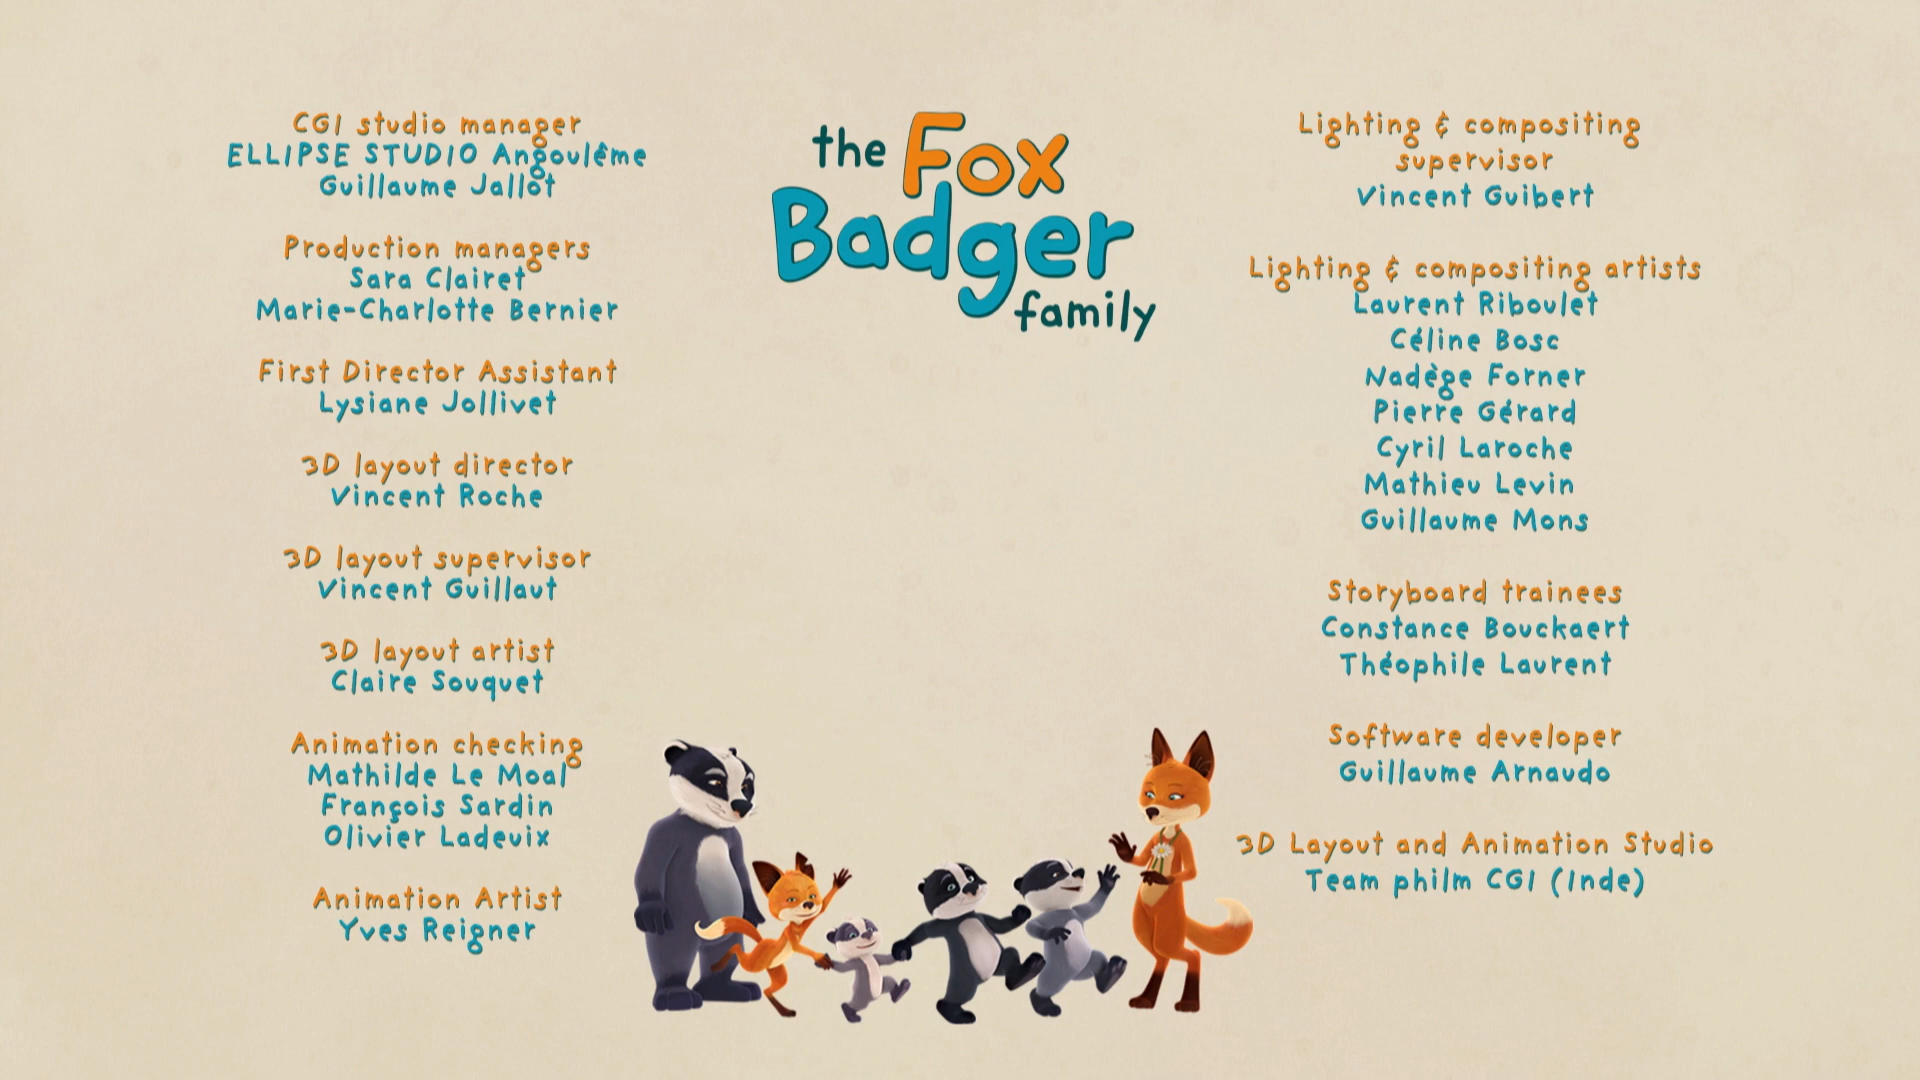 CGI studio manager
ELLIPSE STUDIO Angoulême
Guillaume Jallot
Production managers
Sara Clairet
Marie-Charlotte Bernier
First Director Assistant
Lysiane Jollivet
3D layout director
Vincent Roche
3D layout supervisor
Vincent Guillaut
3D layout artist
Claire Souquet
Animation checking
Mathilde Le Moal
François Sardin
Olivier Ladeuix
Animation Artist
Yves Reigner
the Fox
Badger
family
Lighting & compositing
supervisor
Vincent Guibert
Lighting & compositing artists
Laurent Riboulet
Céline Bosc
Nadège Forner
Pierre Gérard
Cyril Laroche
Mathieu Levin
Guillaume Mons
Storyboard trainees
Constance Bouckaert
Théophile Laurent
Software developer
Guillaume Arnaudo
3D Layout and Animation Studio
Team philm CGI (Inde)